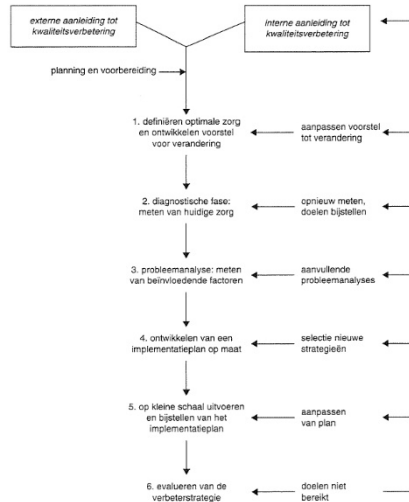 externe aanleiding tot
kwaliteitsverbetering
interne aanleiding tot
kwaliteitsverbetering
planning en voorbereiding
1. definiëren optimale zorg
en ontwikkelen voorstel
voor verandering
aanpassen voorstel
tot verandering
2. diagnostische fase:
meten van huidige zorg
opnieuw meten,
doelen bijstellen
3. probleemanalyse: meten
van beïnvloedende factoren
aanvullende
probleemanalyses
4. ontwikkelen van een
implementatieplan op maat
selectie nieuwe
strategieën
5. op kleine schaal uitvoeren
en bijstellen van het
implementatieplan
aanpassen
van plan
6. evalueren van de
verbeterstrategie
doelen niet
bereikt